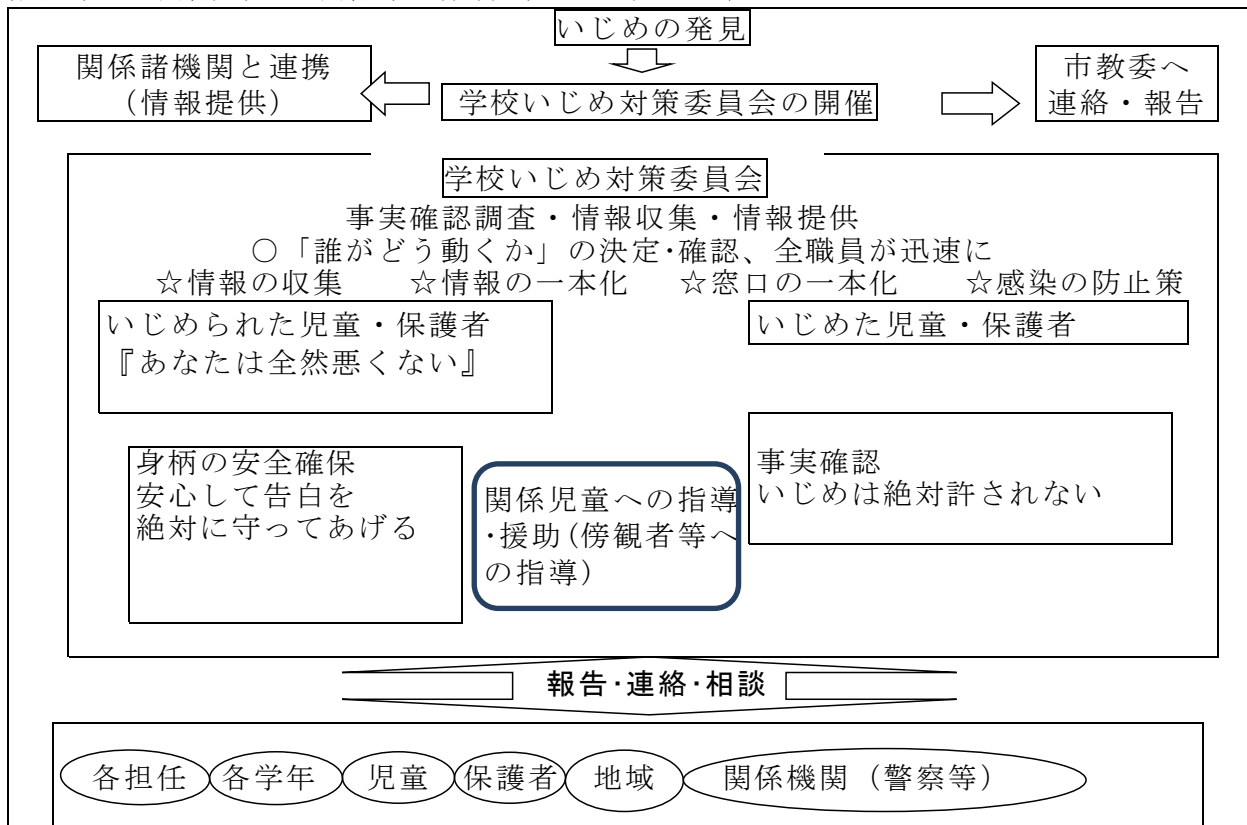 いじめの発見
関係諸機関と連携
(情報提供)
学校いじめ対策委員会の開催
市教委へ
連絡・報告
学校いじめ対策委員会
事実確認調査・情報収集・情報提供
○「誰がどう動くか」の決定・確認、全職員が迅速に
☆情報の収集 ☆情報の一本化 ☆窓口の一本化 ☆感染の防止策
いじめられた児童・保護者
『あなたは全然悪くない』
いじめた児童・保護者
身柄の安全確保
安心して告白を
絶対に守ってあげる
関係児童への指導
・援助(傍観者等へ
の指導)
事実確認
いじめは絶対許されない
報告・連絡・相談
各担任 各学年 児童 保護者 地域 関係機関(警察等)